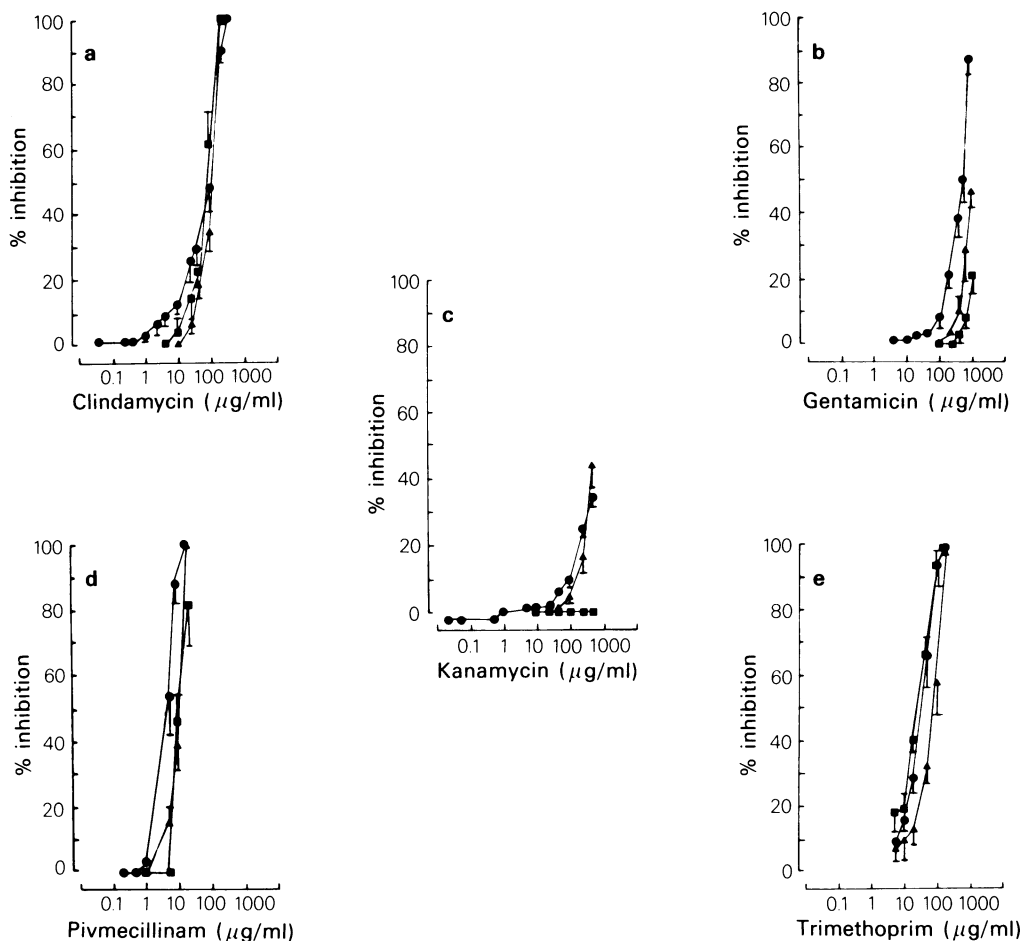 a
100
80
60
40
20
0
% inhibition
0.1 1 10 100 1000
Clindamycin (μg/ml)
b
100
80
60
40
20
0
% inhibition
0.1 1 10 100 1000
Gentamicin (μg/ml)
c
100
80
60
40
20
0
% inhibition
0.1 1 10 100 1000
Kanamycin (μg/ml)
d
100
80
60
40
20
0
% inhibition
0.1 1 10 100 1000
Pivmecillinam (μg/ml)
e
100
80
60
40
20
0
% inhibition
0.1 1 10 100 1000
Trimethoprim (μg/ml)